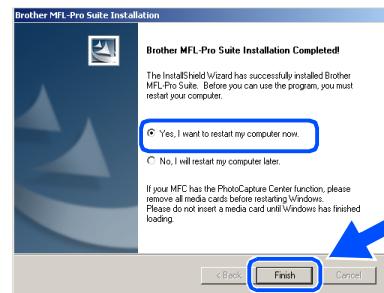 Brother MFL-Pro Suite Installation
Brother MFL-Pro Suite Installation Completed!
The InstallShield Wizard has successfully installed Brother
MFL-Pro Suite. Before you can use the program, you must
restart your computer.
Yes, I want to restart my computer now.
No, I will restart my computer later.
If your MFC has the PhotoCapture Center function, please
remove all media cards before restarting Windows.
Please do not insert a media card until Windows has finished
loading.
< Back Finish Cancel